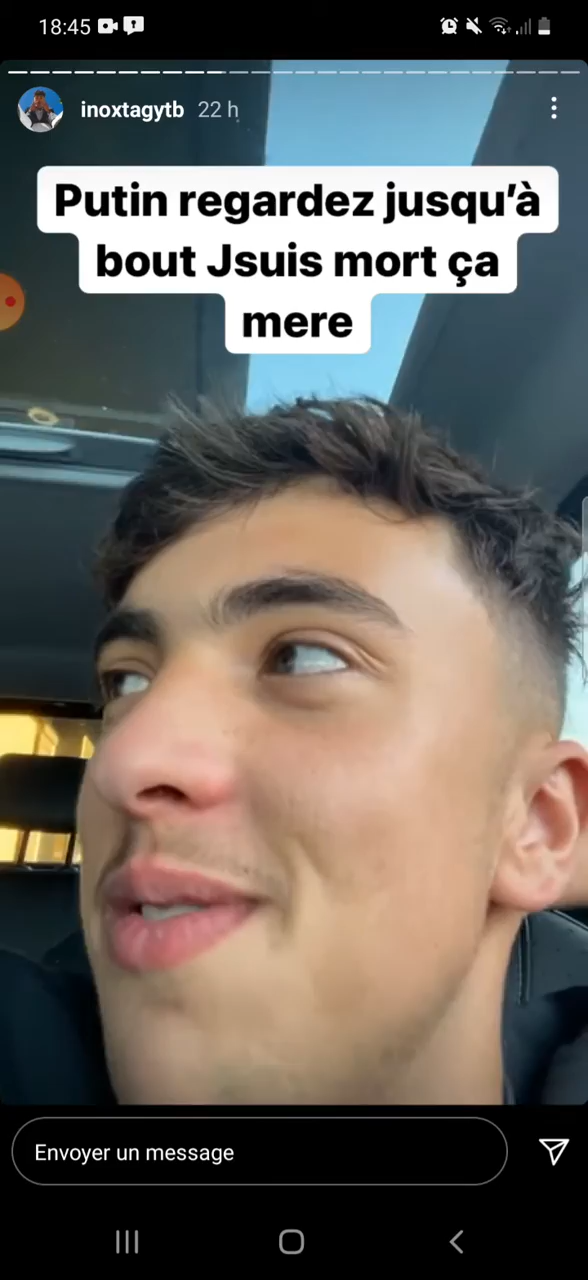 18:45
inoxtagytb 22 h
Putin regardez jusqu’à
bout Jsuis mort ça
mere
Envoyer un message